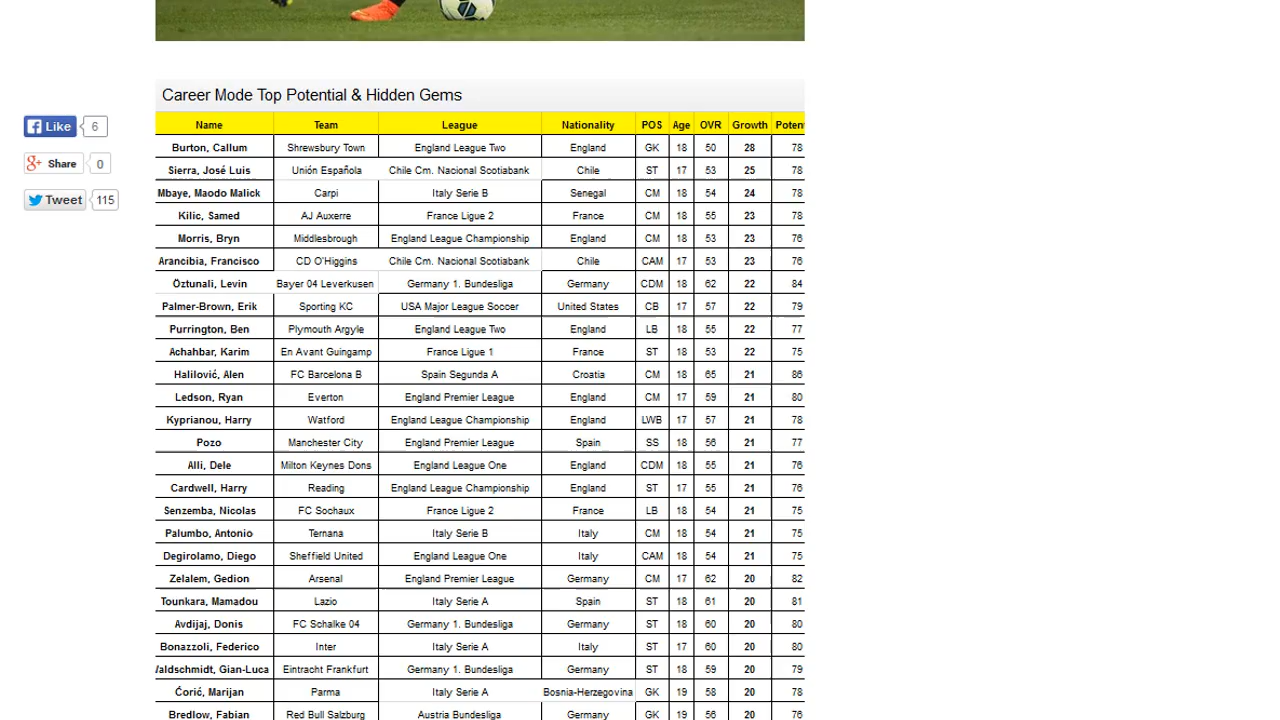 Career Mode Top Potential & Hidden Gems
Like 6
Share 0
Tweet 115
Name Team League Nationality POS Age OVR Growth Poten
Burton, Callum Shrewsbury Town England League Two England GK 18 50 28 78
Sierra, José Luis Unión Española Chile Cm. Nacional Scotiabank Chile ST 17 53 25 78
Mbaye, Maodo Malick Carpi Italy Serie B Senegal CM 18 54 24 78
Kilic, Samed AJ Auxerre France Ligue 2 France CM 18 55 23 78
Morris, Bryn Middlesbrough England League Championship England CM 18 53 23 76
Arancibia, Francisco CD O'Higgins Chile Cm. Nacional Scotiabank Chile CAM 17 53 23 76
Öztunali, Levin Bayer 04 Leverkusen Germany 1. Bundesliga Germany CDM 18 62 22 84
Palmer-Brown, Erik Sporting KC USA Major League Soccer United States CB 17 57 22 79
Purrington, Ben Plymouth Argyle England League Two England LB 18 55 22 77
Achahbar, Karim En Avant Guingamp France Ligue 1 France ST 18 53 22 75
Halilović, Alen FC Barcelona B Spain Segunda A Croatia CM 18 65 21 86
Ledson, Ryan Everton England Premier League England CM 17 59 21 80
Kyprianou, Harry Watford England League Championship England LWB 17 57 21 78
Pozo Manchester City England Premier League Spain SS 18 56 21 77
Alli, Dele Milton Keynes Dons England League One England CDM 18 55 21 76
Cardwell, Harry Reading England League Championship England ST 17 55 21 76
Senzemba, Nicolas FC Sochaux France Ligue 2 France LB 18 54 21 75
Palumbo, Antonio Ternana Italy Serie B Italy CM 18 54 21 75
Degirolamo, Diego Sheffield United England League One Italy CAM 18 54 21 75
Zelalem, Gedion Arsenal England Premier League Germany CM 17 62 20 82
Tounkara, Mamadou Lazio Italy Serie A Spain ST 18 61 20 81
Avdijaj, Donis FC Schalke 04 Germany 1. Bundesliga Germany ST 18 60 20 80
Bonazzoli, Federico Inter Italy Serie A Italy ST 17 60 20 80
Valdschmidt, Gian-Luca Eintracht Frankfurt Germany 1. Bundesliga Germany ST 18 59 20 79
Ćorić, Marijan Parma Italy Serie A Bosnia-Herzegovina GK 19 58 20 78
Bredlow, Fabian Red Bull Salzburg Austria Bundesliga Germany GK 19 56 20 76